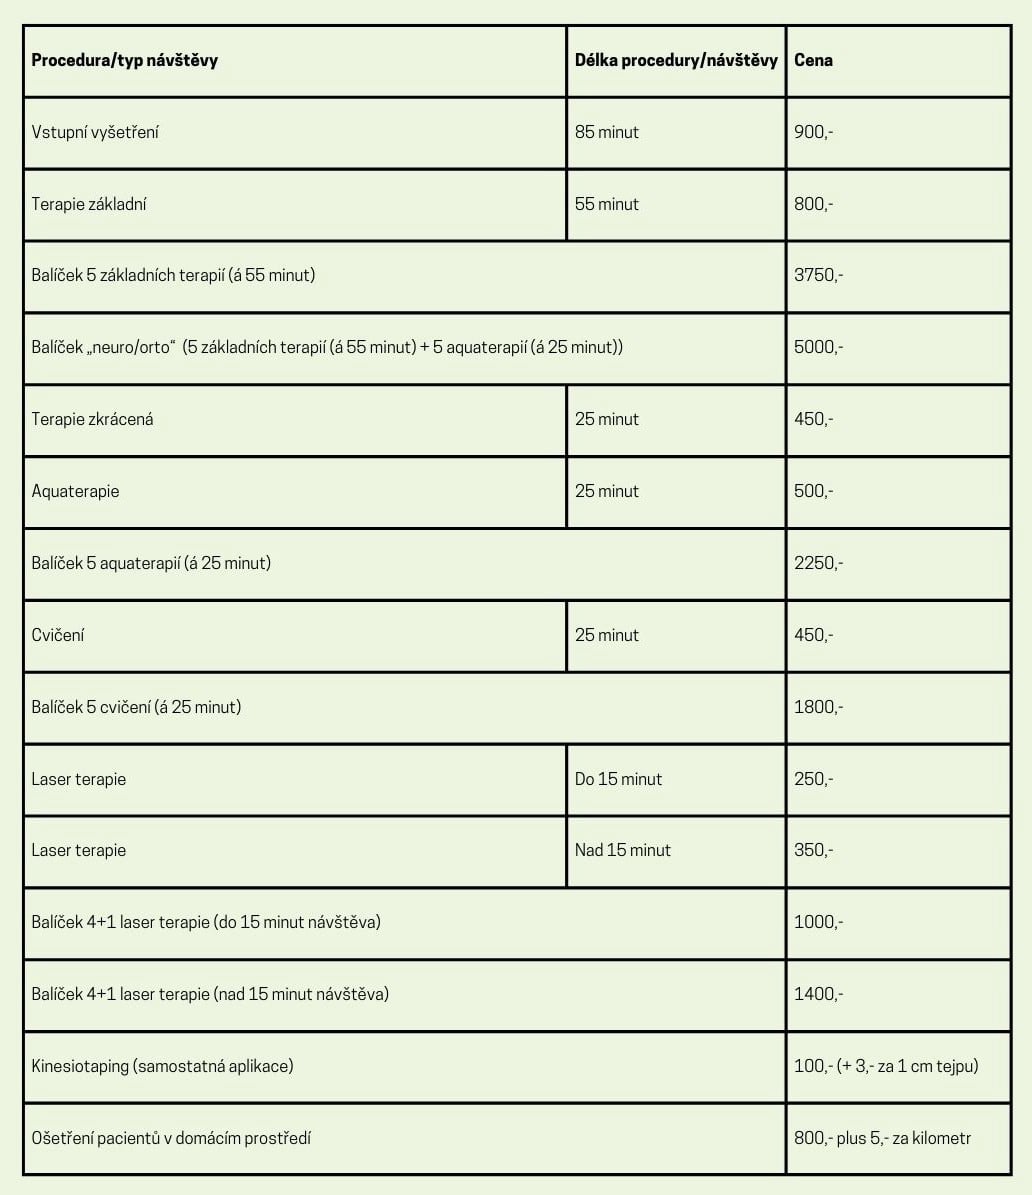 Procedura/typ návštěvy Délka procedury/návštěvy Cena
Vstupní vyšetření 85 minut 900,-
Terapie základní 55 minut 800,-
Balíček 5 základních terapií (á 55 minut) 3750,-
Balíček „neuro/orto“ (5 základních terapií (á 55 minut) + 5 aquaterapií (á 25 minut)) 5000,-
Terapie zkrácená 25 minut 450,-
Aquaterapie 25 minut 500,-
Balíček 5 aquaterapií (á 25 minut) 2250,-
Cvičení 25 minut 450,-
Balíček 5 cvičení (á 25 minut) 1800,-
Laser terapie Do 15 minut 250,-
Laser terapie Nad 15 minut 350,-
Balíček 4+1 laser terapie (do 15 minut návštěva) 1000,-
Balíček 4+1 laser terapie (nad 15 minut návštěva) 1400,-
Kinesiotaping (samostatná aplikace) 100,- (+ 3,- za 1 cm tejpu)
Ošetření pacientů v domácím prostředí 800,- plus 5,- za kilometr